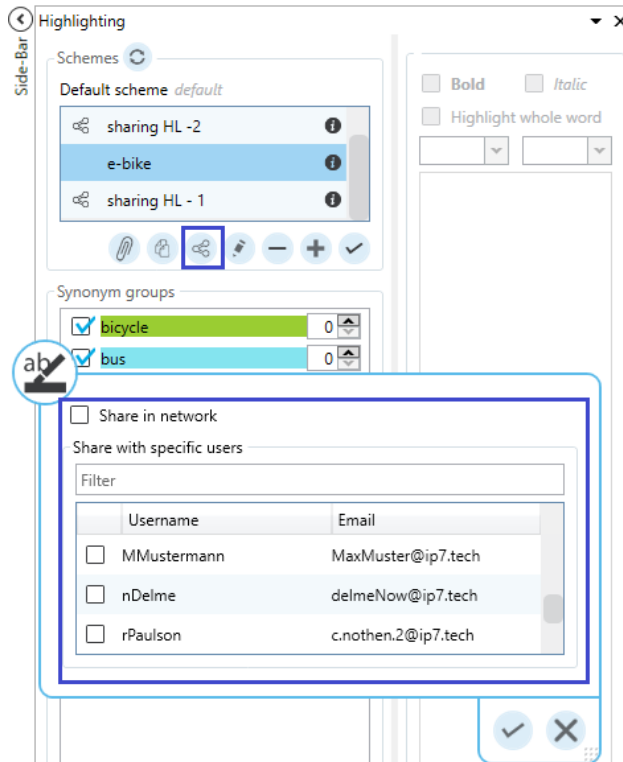 Highlighting
Side-Bar
Schemes
Default scheme default
sharing HL -2
e-bike
sharing HL - 1
Bold Italic
Highlight whole word
Synonym groups
bicycle 0
bus 0
ab
Share in network
Share with specific users
Filter
Username Email
MMustermann MaxMuster@ip7.tech
nDelme delmeNow@ip7.tech
rPaulson c.nothen.2@ip7.tech